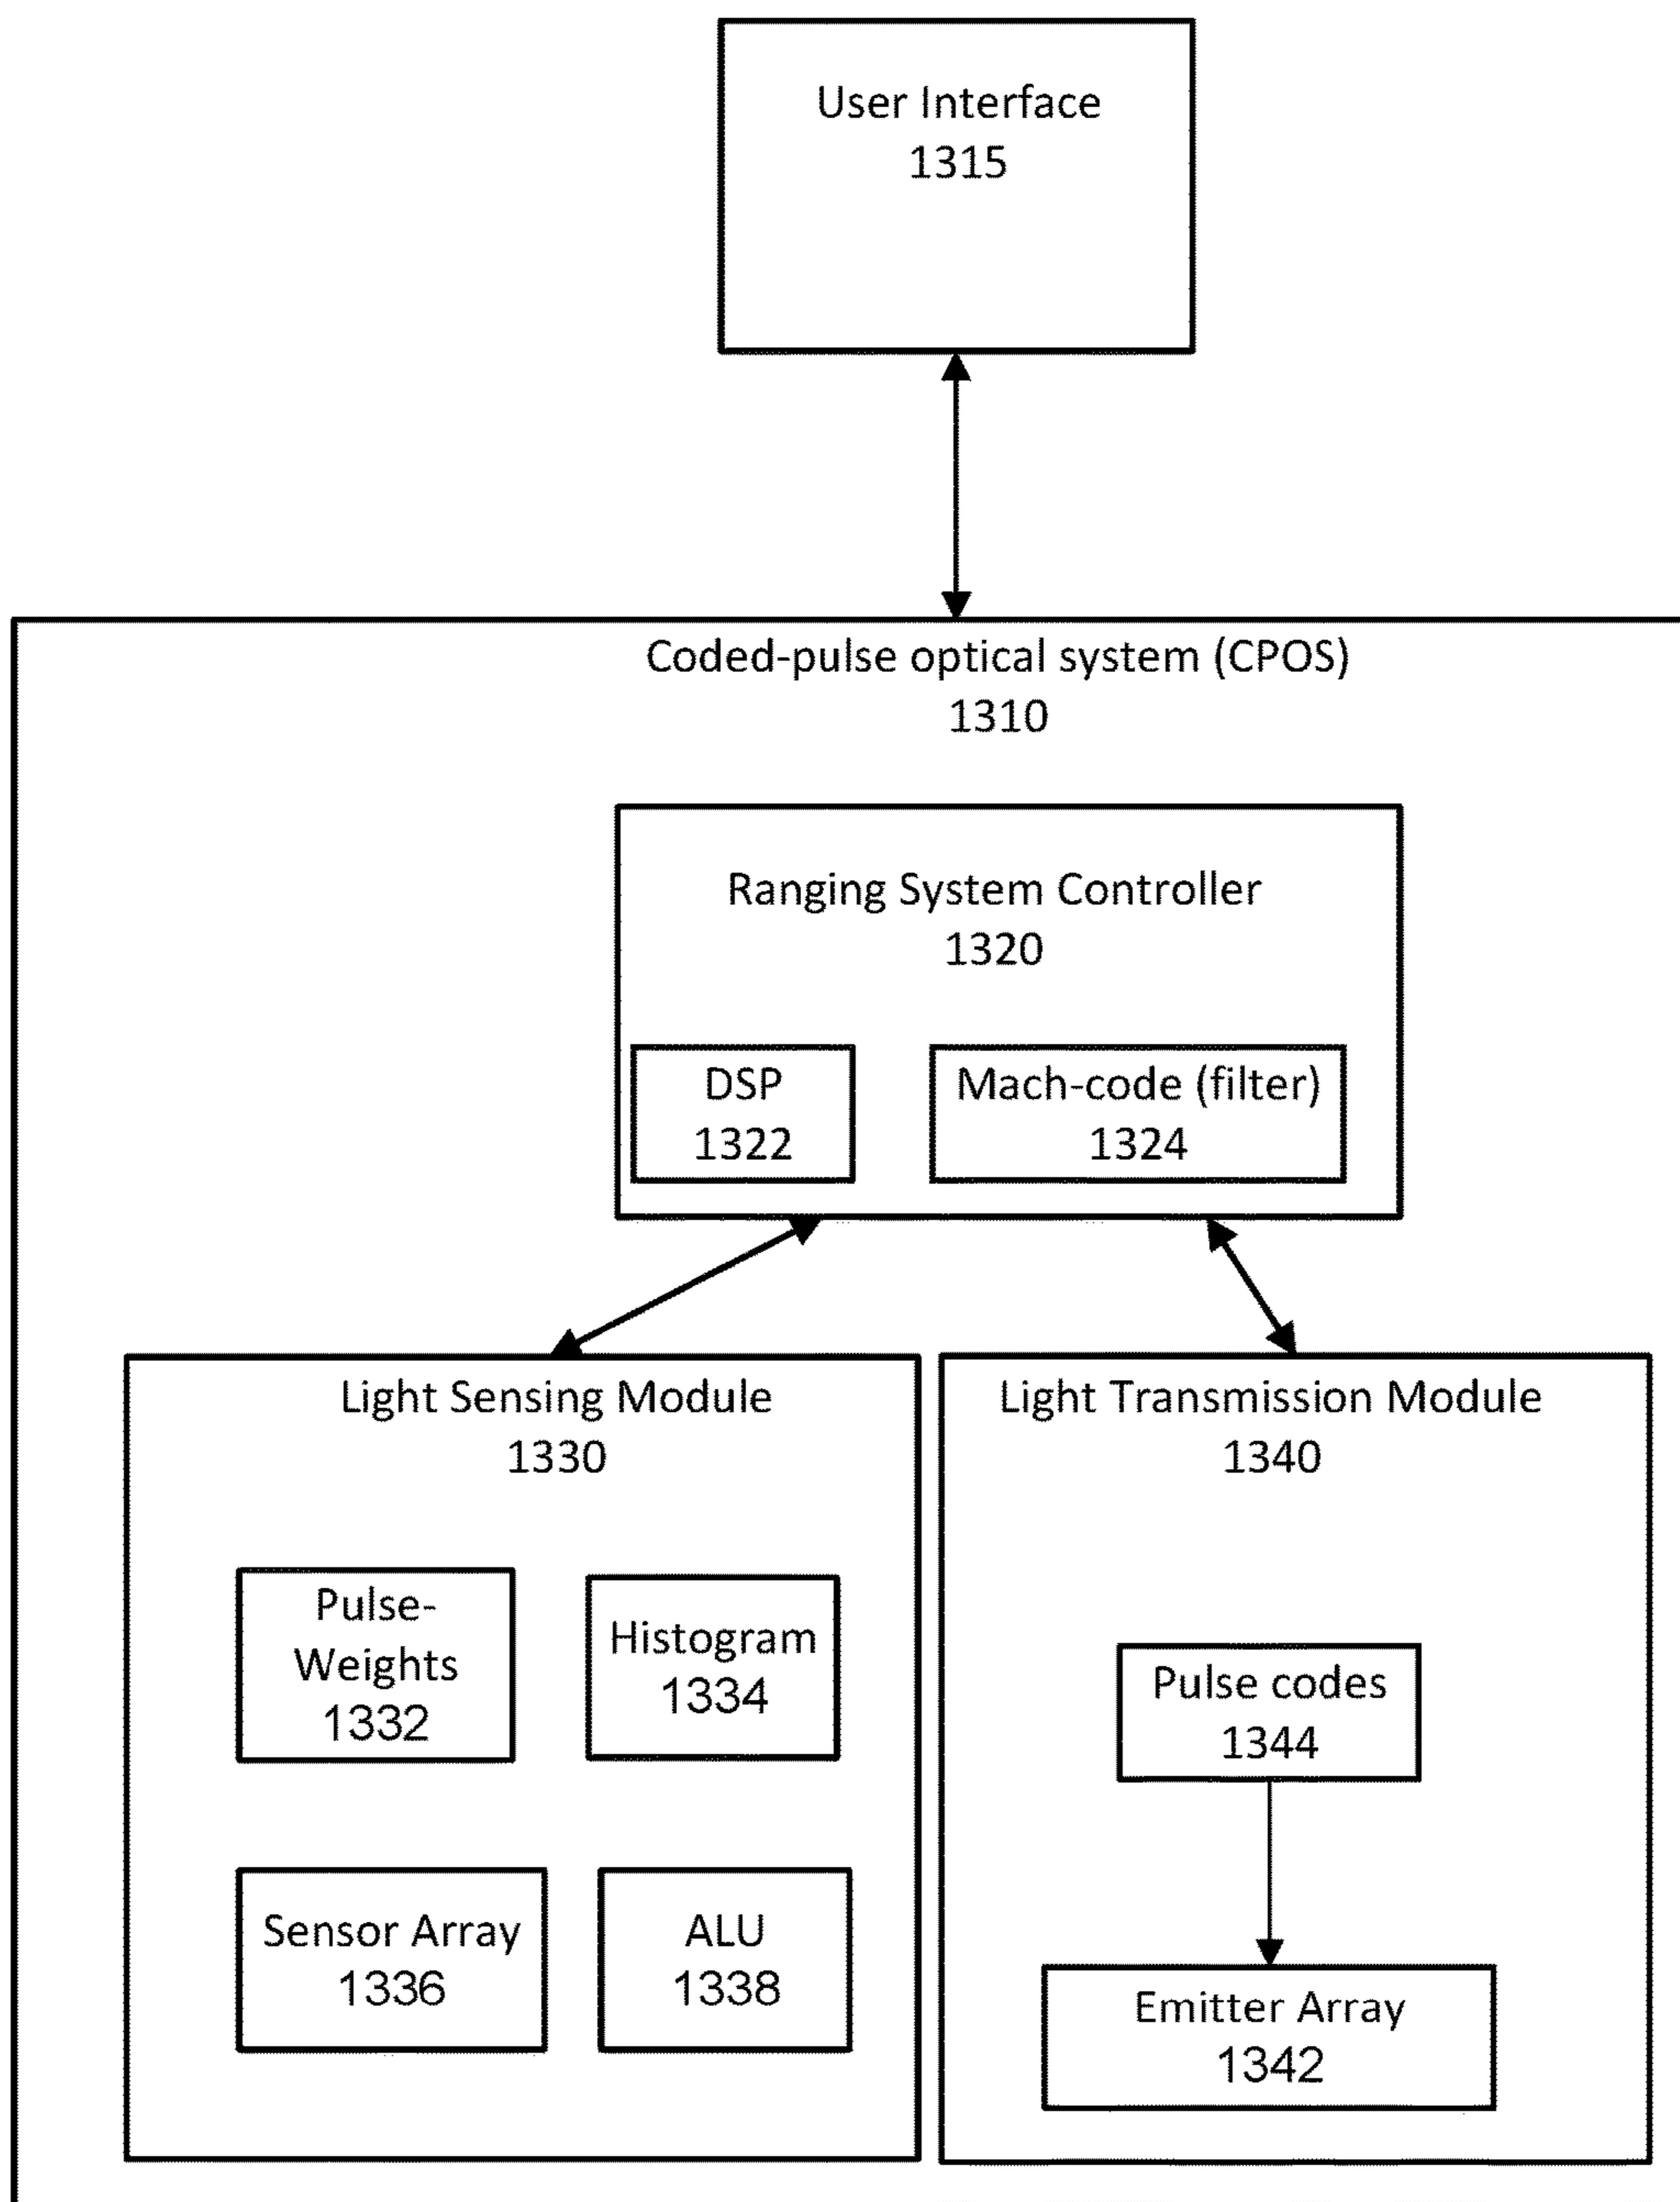 User Interface
1315
Coded-pulse optical system (CPOS)
1310
Ranging System Controller
1320
DSP
1322
Mach-code (filter)
1324
Light Sensing Module
1330
Pulse-
Weights
1332
Histogram
1334
Sensor Array
1336
ALU
1338
Light Transmission Module
1340
Pulse codes
1344
Emitter Array
1342